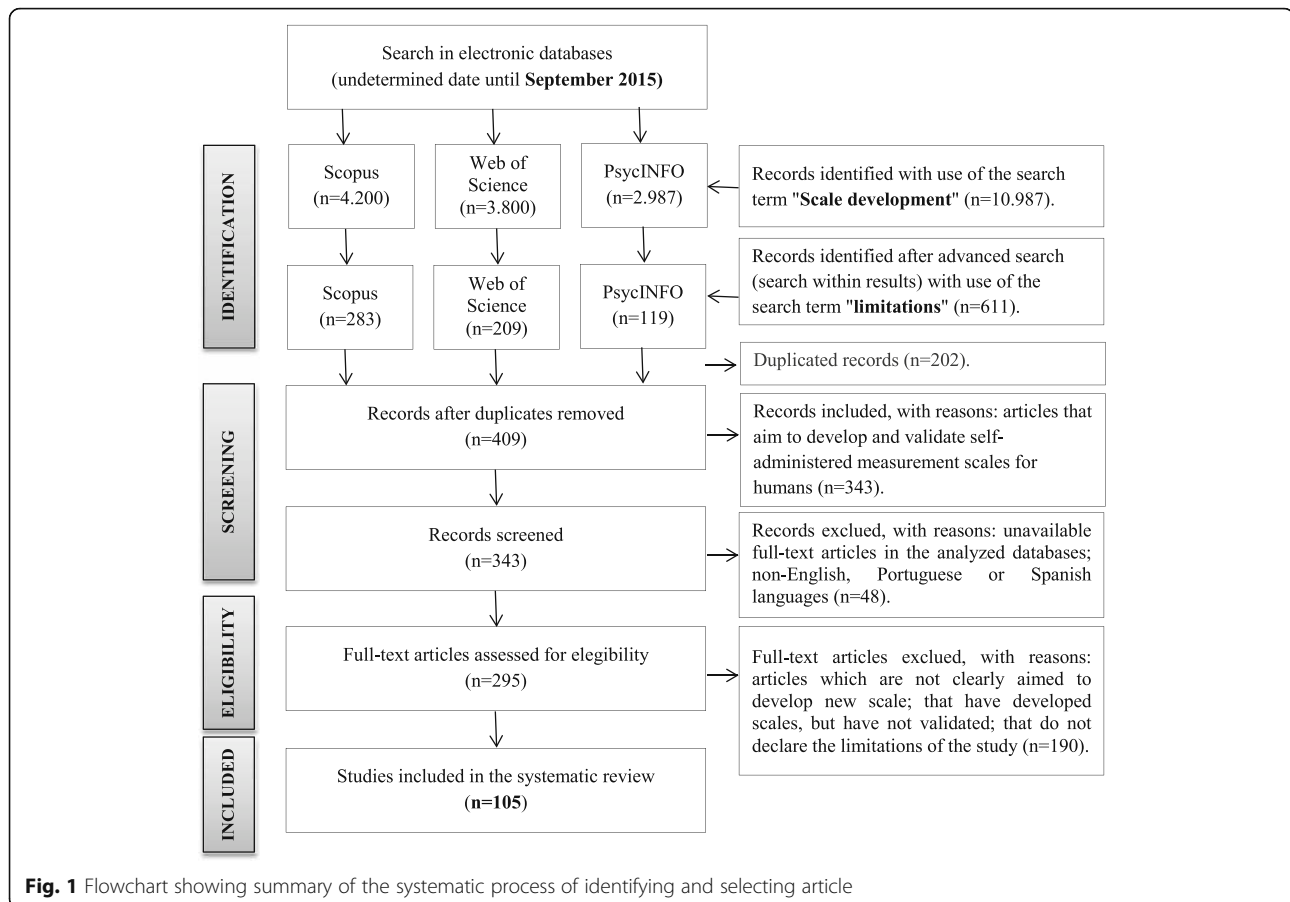 Search in electronic databases
(undetermined date until September 2015)
IDENTIFICATION
Scopus
(n=4.200)
Web of
Science
(n=3.800)
PsycINFO
(n=2.987)
Records identified with use of the search
term "Scale development" (n=10.987).
Scopus
(n=283)
Web of
Science
(n=209)
PsycINFO
(n=119)
Records identified after advanced search
(search within results) with use of the
the search term "limitations" (n=611).
Duplicated records (n=202).
SCREENING
Records after duplicates removed
(n=409)
Records included, with reasons: articles that
aim to develop and validate self-
administered measurement scales for
humans (n=343).
Records screened
(n=343)
Records exclued, with reasons: unavailable
full-text articles in the analyzed databases;
non-English, Portuguese or Spanish
languages (n=48).
ELIGIBILITY
Full-text articles assessed for elegibility
(n=295)
Full-text articles exclued, with reasons:
articles which are not clearly aimed to
develop new scale; that have developed
scales, but have not validated; that do not
declare the limitations of the study (n=190).
INCLUDED
Studies included in the systematic review
(n=105)
Fig. 1 Flowchart showing summary of the systematic process of identifying and selecting article